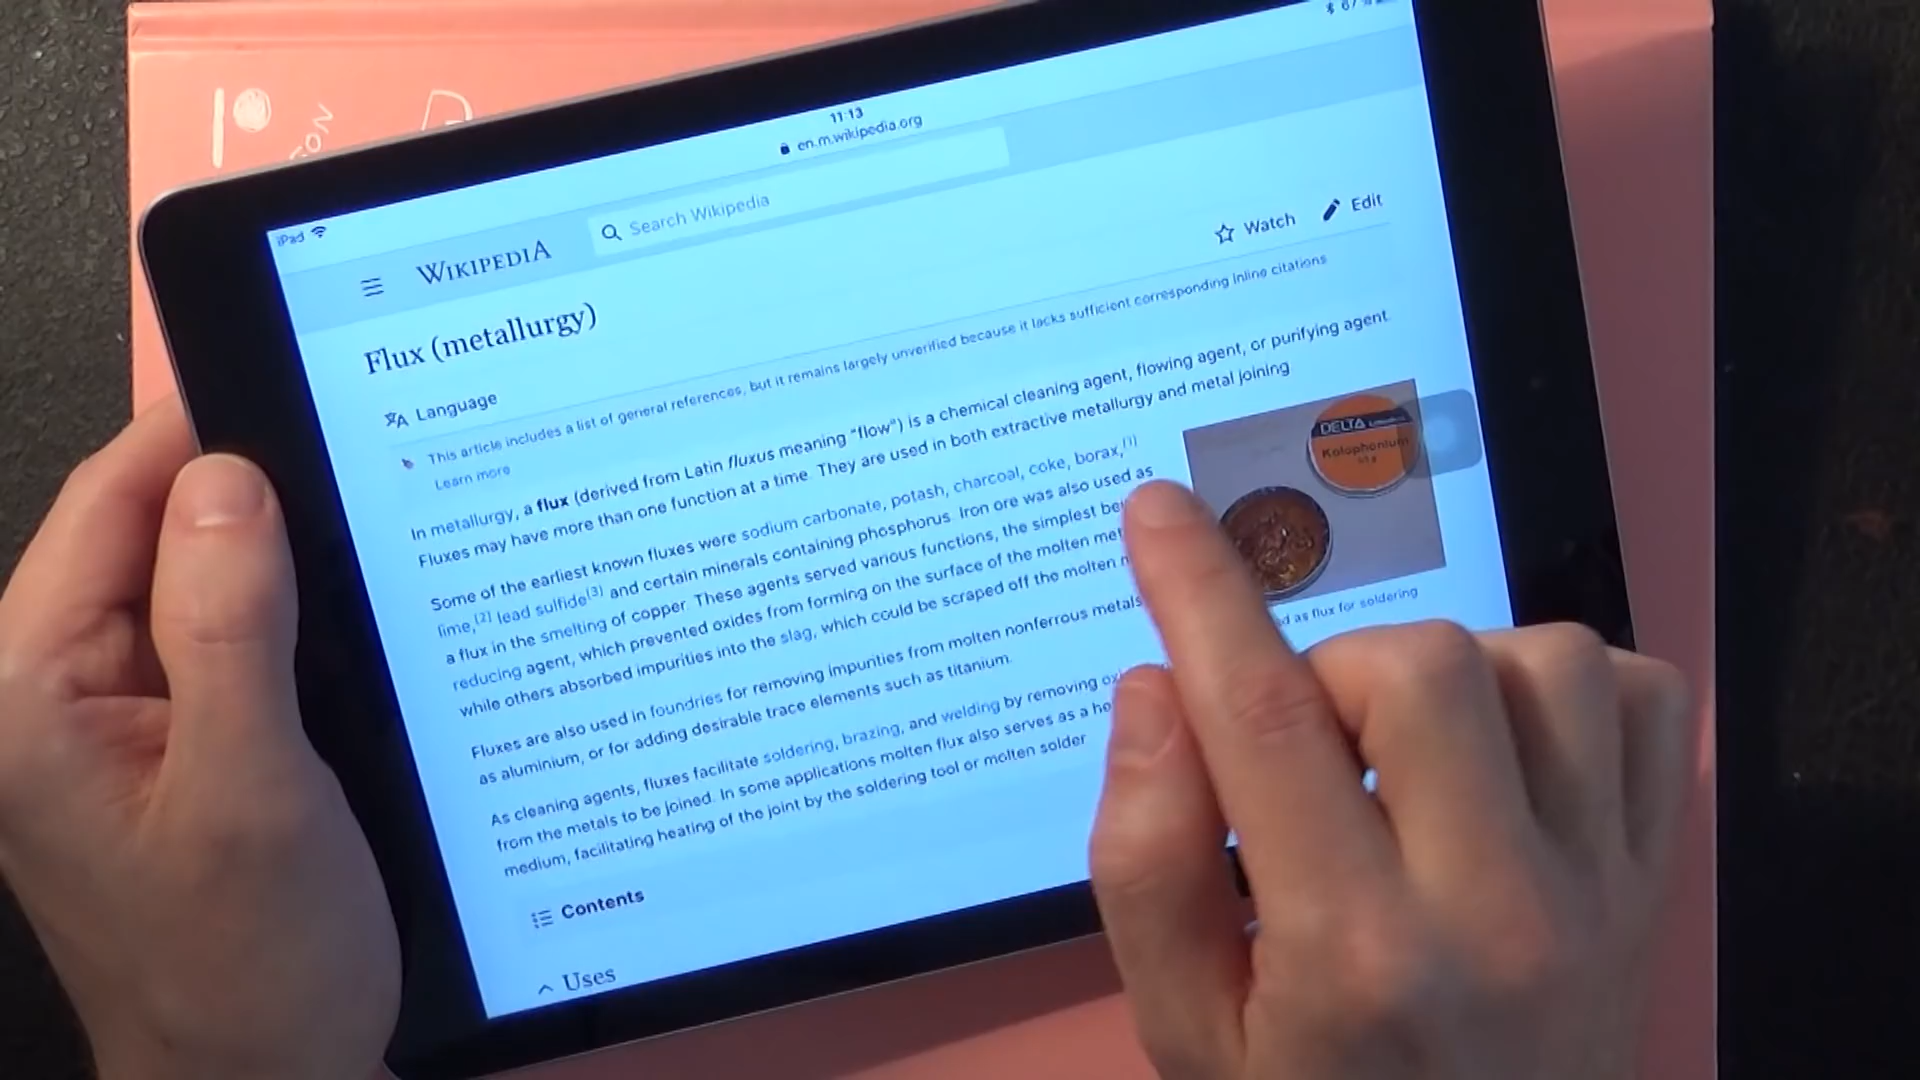 ON
iPad
11:13
67%
en.m.wikipedia.org
WIKIPEDIA
Search Wikipedia
Watch
Edit
Flux (metallurgy)
Language
This article includes a list of general references, but it remains largely unverified because it lacks sufficient corresponding inline citations
Learn more
In metallurgy, a flux (derived from Latin fluxus meaning "flow") is a chemical cleaning agent, flowing agent, or purifying agent.
Fluxes may have more than one function at a time. They are used in both extractive metallurgy and metal joining
Some of the earliest known fluxes were sodium carbonate, potash, charcoal, coke, borax,[1]
lime,[2] lead sulfide[3] and certain minerals containing phosphorus. Iron ore was also used as
a flux in the smelting of copper. These agents served various functions, the simplest
reducing agent, which prevented oxides from forming on the surface of the molten
while others absorbed impurities into the slag, which could be scraped off the molten
Fluxes are also used in foundries for removing impurities from molten nonferrous metals
as aluminium, or for adding desirable trace elements such as titanium.
As cleaning agents, fluxes facilitate soldering, brazing, and welding by removing
from the metals to be joined. In some applications molten flux also serves as a
medium, facilitating heating of the joint by the soldering tool or molten solder
DELTA
Kolophonium
as flux for soldering
Contents
Uses